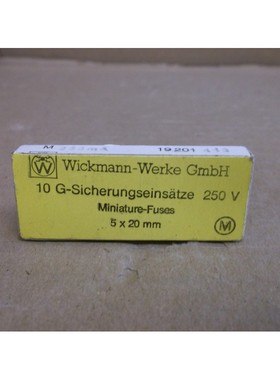 M
19201
W
Wickmann-Werke GmbH
10 G-Sicherungseinsätze 250 V
Miniature-Fuses
5 x 20 mm
M